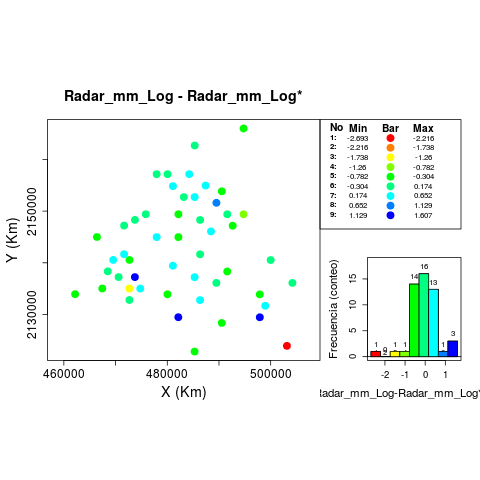 Radar_mm_Log - Radar_mm_Log*
Y (Km)
2130000
2150000
460000
480000
500000
X (Km)
No Min Bar Max
1: -2.693 -2.216
2: -2.216 -1.738
3: -1.738 -1.26
4: -1.26 -0.782
5: -0.782 -0.304
6: -0.304 0.174
7: 0.174 0.652
8: 0.652 1.129
9: 1.129 1.607
Frecuencia (conteo)
0
5
10
15
1 0 1 1 14 16 13 1 3
-2 -1 0 1
Radar_mm_Log-Radar_mm_Log*